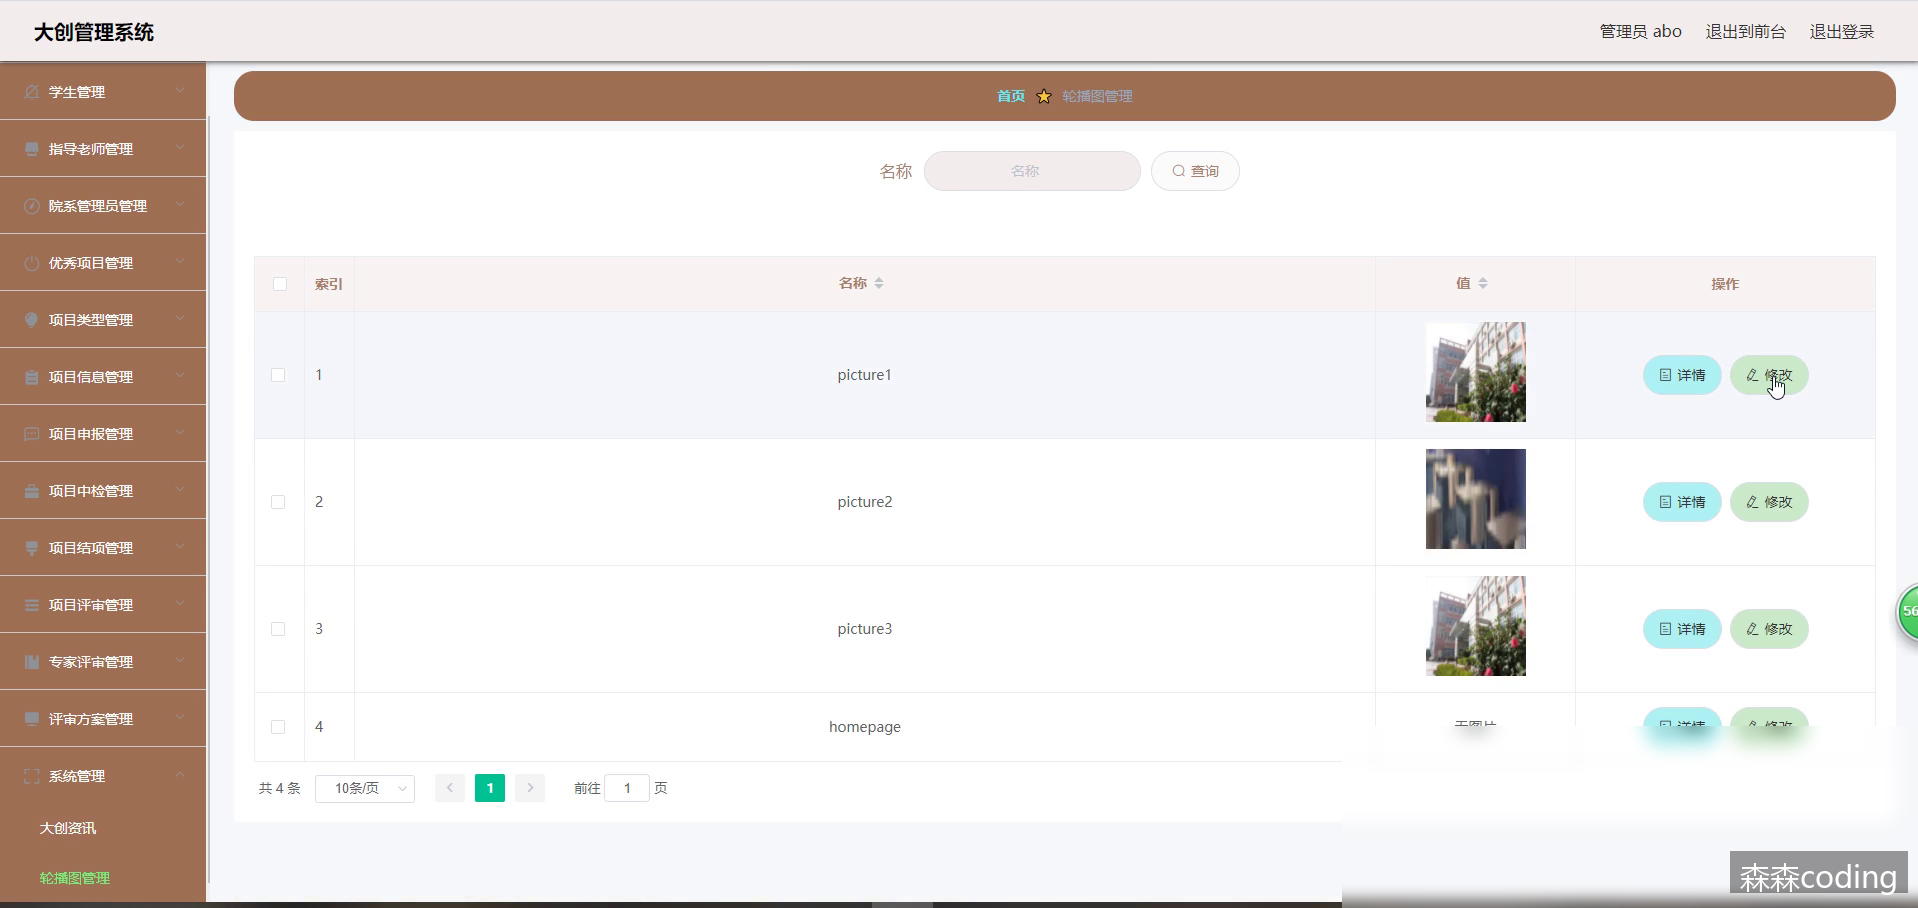 大创管理系统
管理员 abo 退出到前台 退出登录
学生管理
指导老师管理
院系管理员管理
优秀项目管理
项目类型管理
项目信息管理
项目申报管理
项目中检管理
项目结项管理
项目评审管理
专家评审管理
评审方案管理
系统管理
大创资讯
轮播图管理
首页 轮播图管理
名称 名称 查询
索引 名称 值 操作
1 picture1 详情 修改
2 picture2 详情 修改
3 picture3 详情 修改
4 homepage 无图片 详情 修改
共 4 条 10条/页 1 前往 1 页
56
森森coding